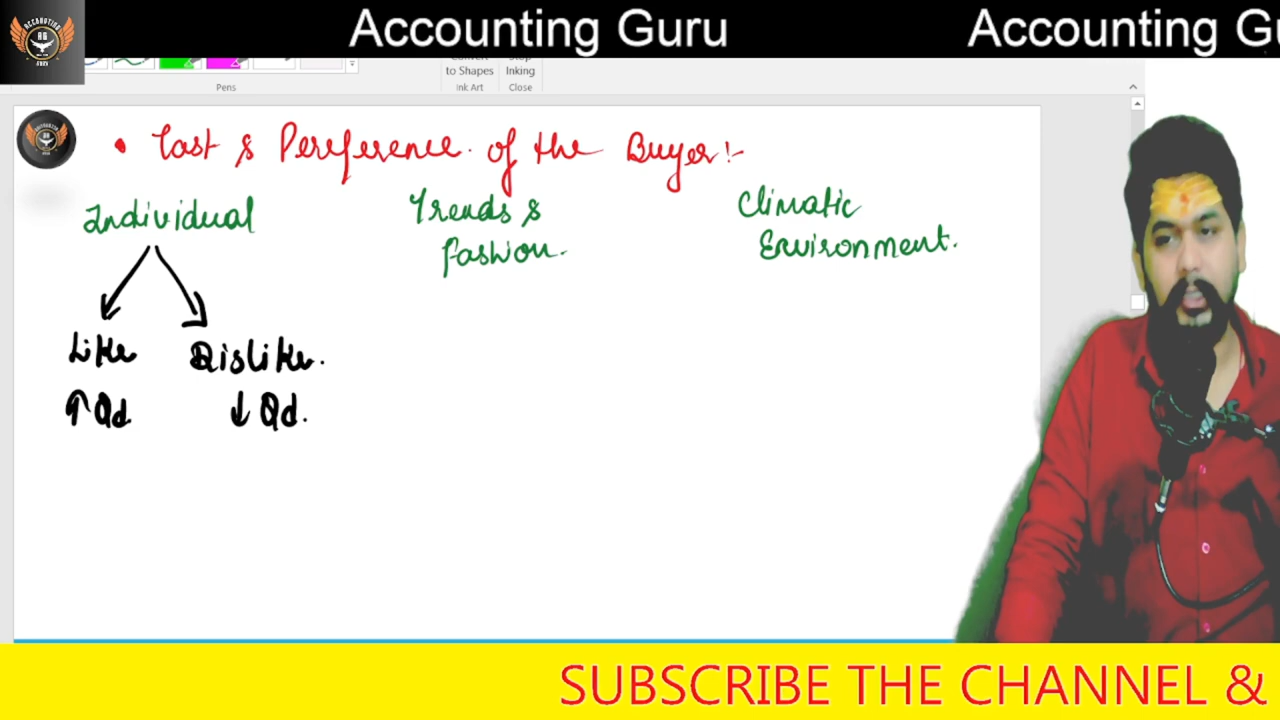 Accounting Guru
Accounting Gu
to Shapes
Inking
Pens
Ink Art
Close
• Tast & Pereference. of the Buyer:-
Individual
Trends &
fashion.
Climatic
Environment.
Like
Dislike.
↑Qd.
↓ Qd.
SUBSCRIBE THE CHANNEL &